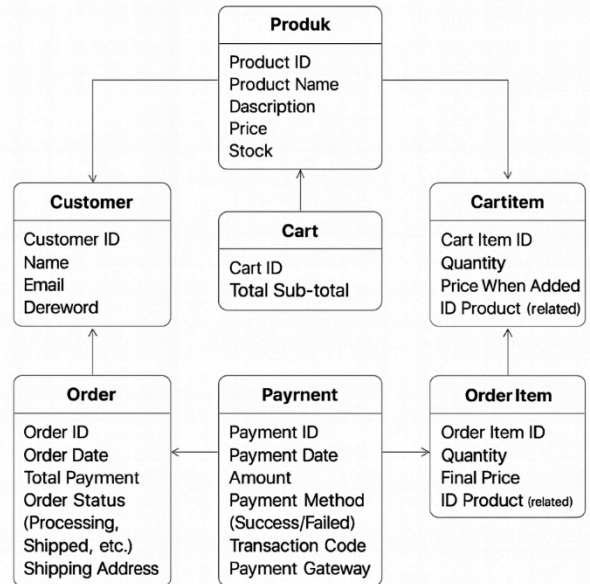 Produk
Product ID
Product Name
Dascription
Price
Stock
Customer
Customer ID
Name
Email
Dereword
Cart
Cart ID
Total Sub-total
Cartitem
Cart Item ID
Quantity
Price When Added
ID Product (related)
Order
Order ID
Order Date
Total Payment
Order Status
(Processing,
Shipped, etc.)
Shipping Address
Payrnent
Payment ID
Payment Date
Amount
Payment Method
(Success/Failed)
Transaction Code
Payment Gateway
Order Item
Order Item ID
Quantity
Final Price
ID Product (related)